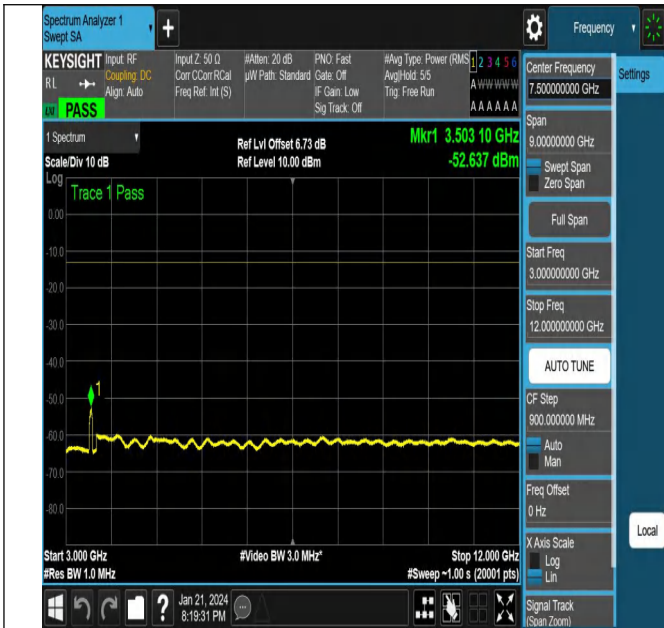 Spectrum Analyzer 1
Swept SA
+
Frequency
KEYSIGHT
Input: RF
Input Z: 50 Ω
#Atten: 20 dB
PNO: Fast
#Avg Type: Power (RMS
1 2 3 4 5 6
RL
Coupling: DC
Corr CCorr RCal
µW Path: Standard
Gate: Off
Avg|Hold: 5/5
A W W W W W
Align: Auto
Freq Ref: Int (S)
IF Gain: Low
Trig: Free Run
Sig Track: Off
A A A A A A
LXI
PASS
Center Frequency
7.500000000 GHz
Settings
1 Spectrum
Ref Lvl Offset 6.73 dB
Mkr1 3.503 10 GHz
Scale/Div 10 dB
Ref Level 10.00 dBm
-52.637 dBm
Log
Trace 1 Pass
0.00
-10.0
-20.0
-30.0
-40.0
-50.0
-60.0
-70.0
-80.0
1
Start 3.000 GHz
#Video BW 3.0 MHz*
Stop 12.000 GHz
#Res BW 1.0 MHz
#Sweep ~1.00 s (20001 pts)
Span
9.00000000 GHz
Swept Span
Zero Span
Full Span
Start Freq
3.000000000 GHz
Stop Freq
12.000000000 GHz
AUTO TUNE
CF Step
900.000000 MHz
Auto
Man
Freq Offset
0 Hz
X Axis Scale
Log
Lin
Local
Signal Track
(Span Zoom)
?
Jan 21, 2024
8:19:31 PM